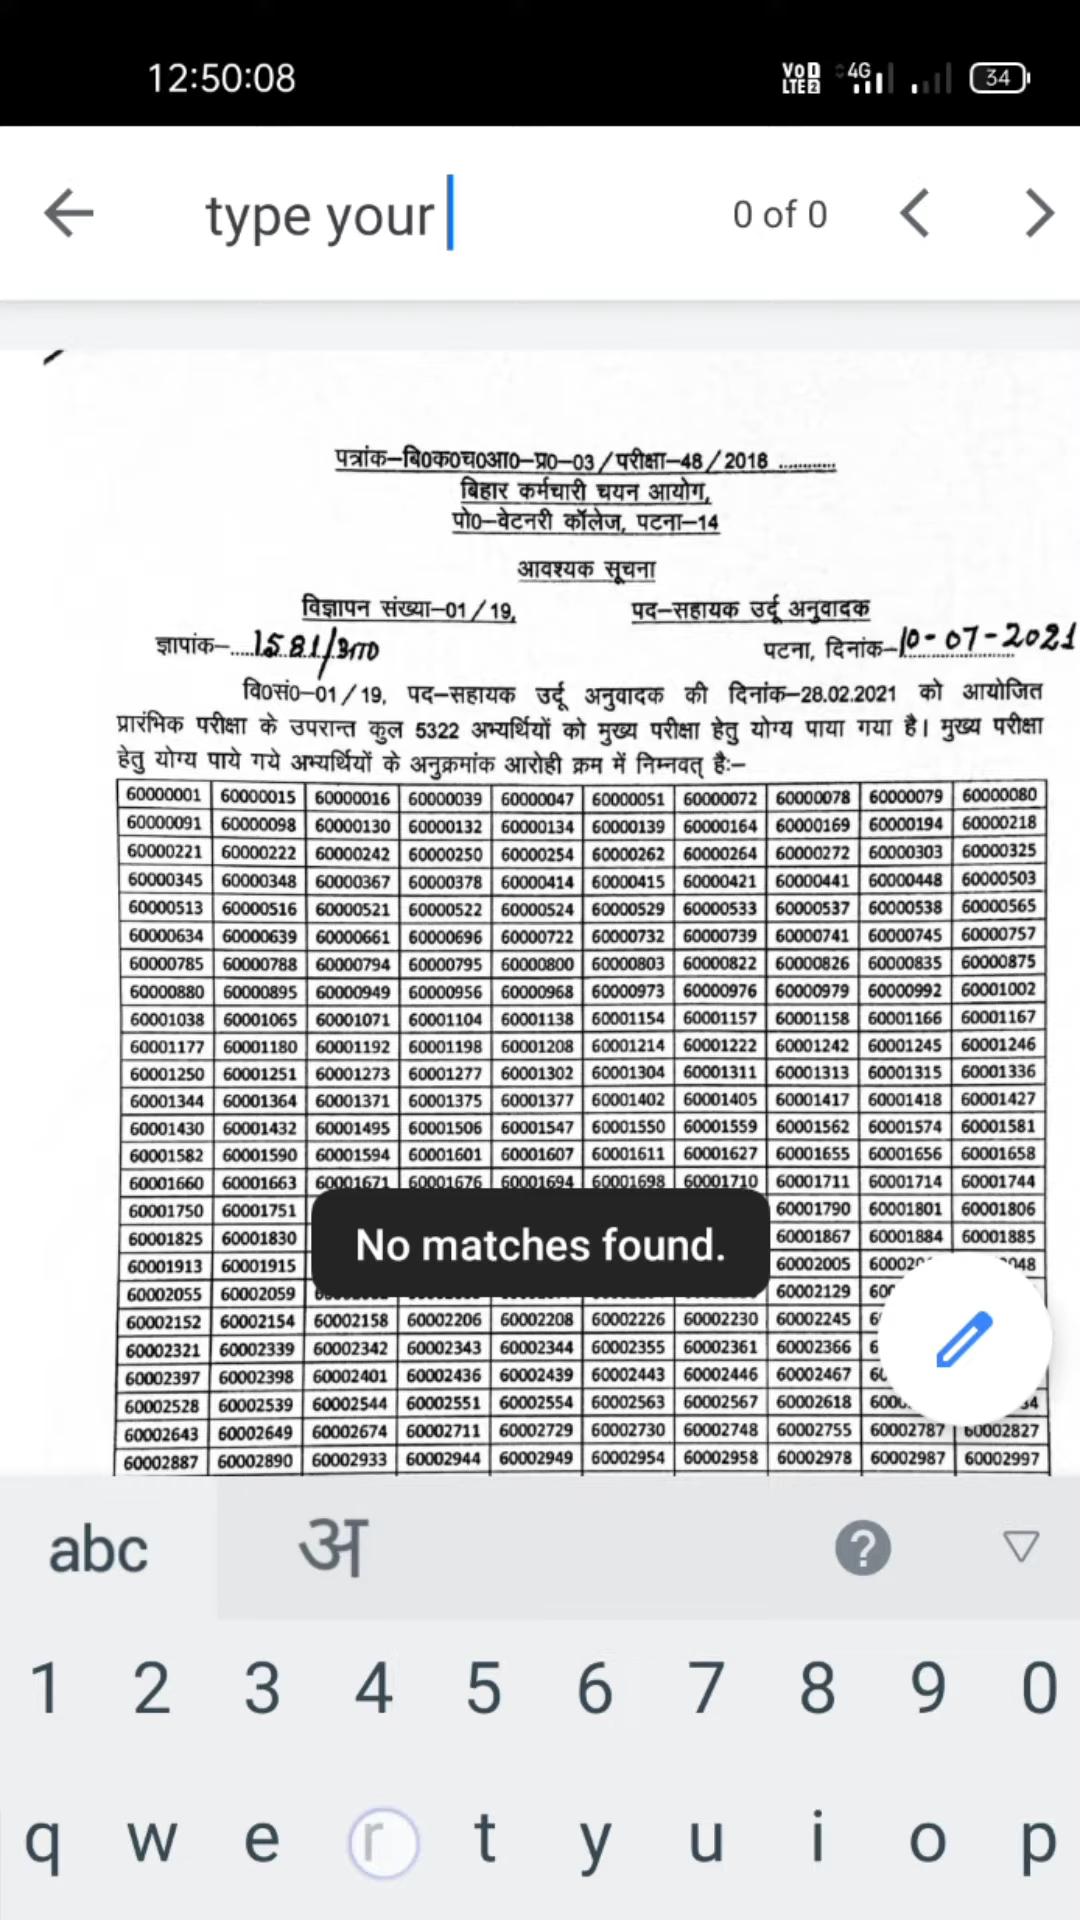 12:50:08
VoD LTE2 4G 34
type your
0 of 0
पत्रांक–बि०क०च०आ०–प्र०–03/परीक्षा–48/2018 ............
बिहार कर्मचारी चयन आयोग,
पो०–वेटनरी कॉलेज, पटना–14
आवश्यक सूचना
विज्ञापन संख्या–01/19, पद–सहायक उर्दू अनुवादक
ज्ञापांक–.....1581/आ० पटना, दिनांक–10-07-2021
वि०सं०–01/19, पद–सहायक उर्दू अनुवादक की दिनांक–28.02.2021 को आयोजित
प्रारंभिक परीक्षा के उपरान्त कुल 5322 अभ्यर्थियों को मुख्य परीक्षा हेतु योग्य पाया गया है। मुख्य परीक्षा
हेतु योग्य पाये गये अभ्यर्थियों के अनुक्रमांक आरोही क्रम में निम्नवत् हैः–
60000001 60000015 60000016 60000039 60000047 60000051 60000072 60000078 60000079 60000080
60000091 60000098 60000130 60000132 60000134 60000139 60000164 60000169 60000194 60000218
60000221 60000222 60000242 60000250 60000254 60000262 60000264 60000272 60000303 60000325
60000345 60000348 60000367 60000378 60000414 60000415 60000421 60000441 60000448 60000503
60000513 60000516 60000521 60000522 60000524 60000529 60000533 60000537 60000538 60000565
60000634 60000639 60000661 60000696 60000722 60000732 60000739 60000741 60000745 60000757
60000785 60000788 60000794 60000795 60000800 60000803 60000822 60000826 60000835 60000875
60000880 60000895 60000949 60000956 60000968 60000973 60000976 60000979 60000992 60001002
60001038 60001065 60001071 60001104 60001138 60001154 60001157 60001158 60001166 60001167
60001177 60001180 60001192 60001198 60001208 60001214 60001222 60001242 60001245 60001246
60001250 60001251 60001273 60001277 60001302 60001304 60001311 60001313 60001315 60001336
60001344 60001364 60001371 60001375 60001377 60001402 60001405 60001417 60001418 60001427
60001430 60001432 60001495 60001506 60001547 60001550 60001559 60001562 60001574 60001581
60001582 60001590 60001594 60001601 60001607 60001611 60001627 60001655 60001656 60001658
60001660 60001663 60001671 60001676 60001694 60001698 60001710 60001711 60001714 60001744
60001750 60001751 60001790 60001801 60001806
60001825 60001830 60001867 60001884 60001885
No matches found.
60001913 60001915 60002005
60002055 60002059 60002129
60002152 60002154 60002158 60002206 60002208 60002226 60002230 60002245
60002321 60002339 60002342 60002343 60002344 60002355 60002361 60002366
60002397 60002398 60002401 60002436 60002439 60002443 60002446 60002467
60002528 60002539 60002544 60002551 60002554 60002563 60002567 60002618
60002643 60002649 60002674 60002711 60002729 60002730 60002748 60002755 60002787 60002827
60002887 60002890 60002933 60002944 60002949 60002954 60002958 60002978 60002987 60002997
abc अ ?
1 2 3 4 5 6 7 8 9 0
q w e r t y u i o p